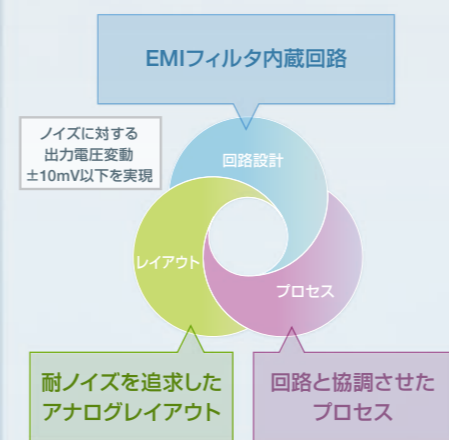 EMIフィルタ内蔵回路
ノイズに対する
出力電圧変動
±10mV以下を実現
回路設計
レイアウト
プロセス
耐ノイズを追求した
アナログレイアウト
回路と協調させた
プロセス